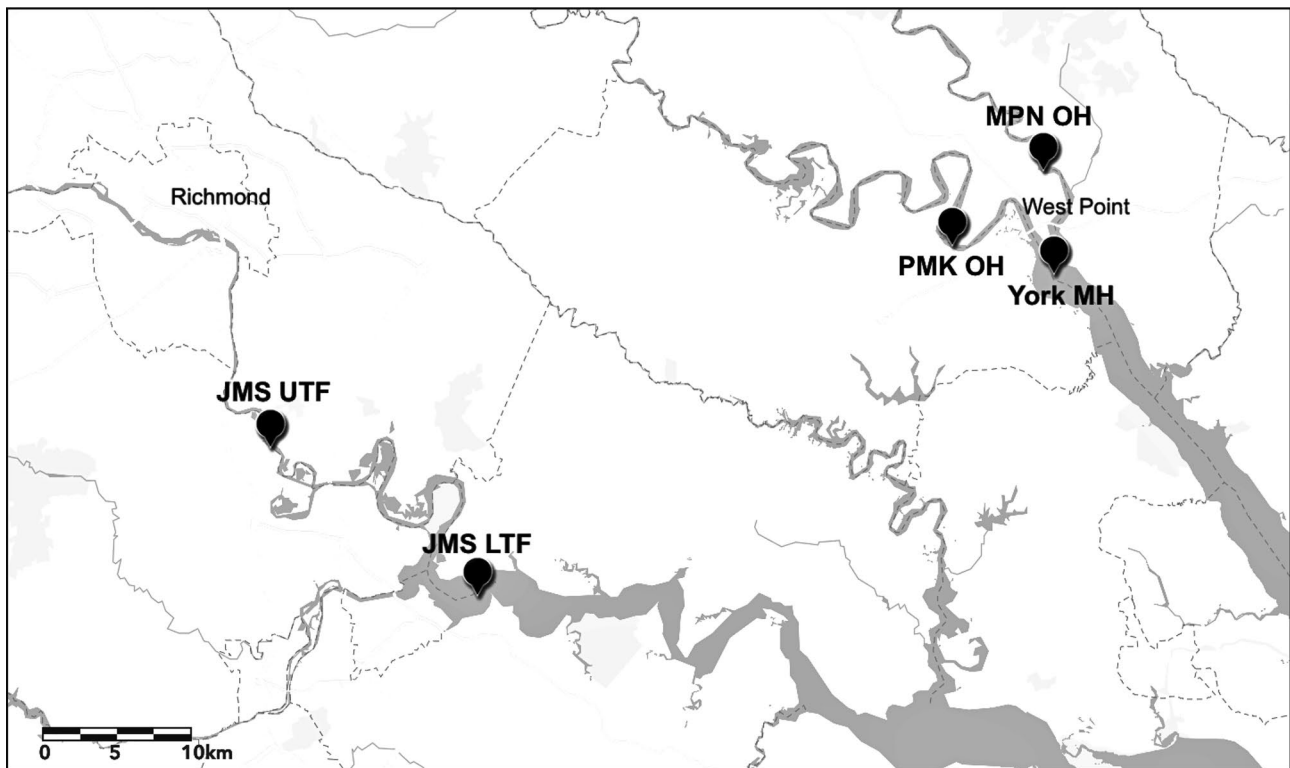 MPN OH
Richmond
West Point
PMK OH
York MH
JMS UTF
JMS LTF
0 5 10km